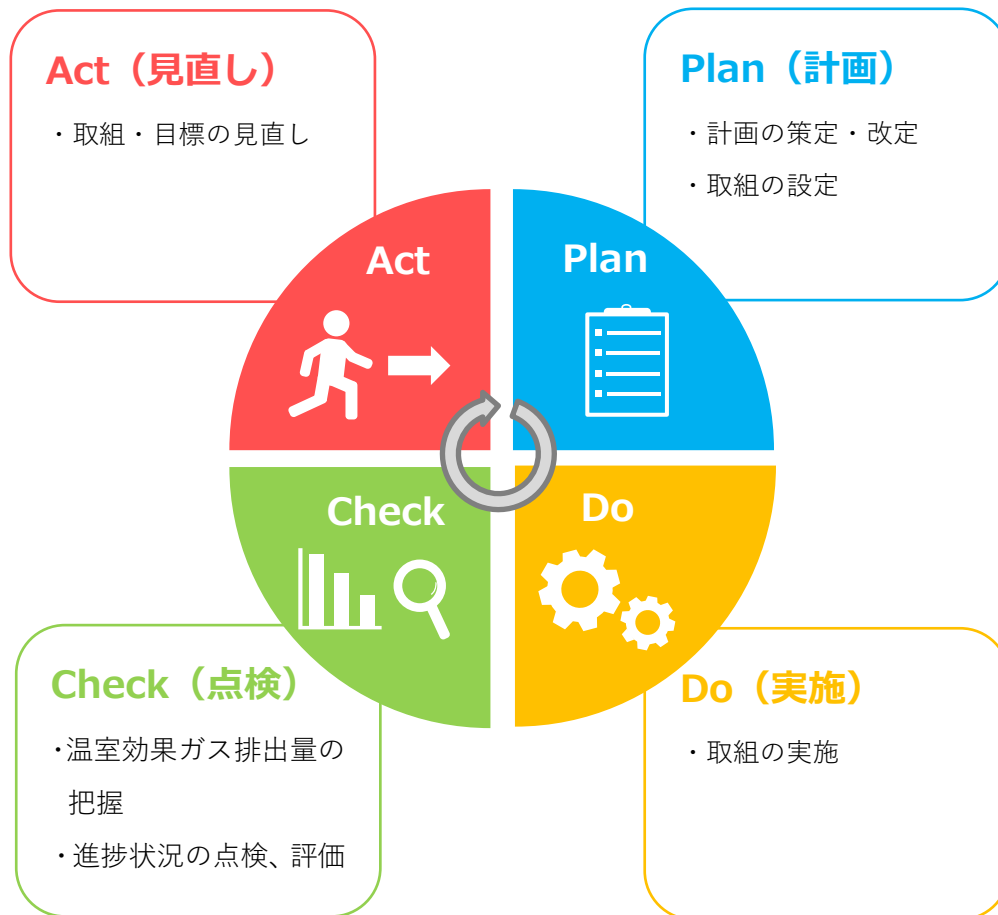 Act（見直し）
・取組・目標の見直し
Plan（計画）
・計画の策定・改定
・取組の設定
Act
Plan
Check
Do
Check（点検）
・温室効果ガス排出量の
把握
・進捗状況の点検、評価
Do（実施）
・取組の実施